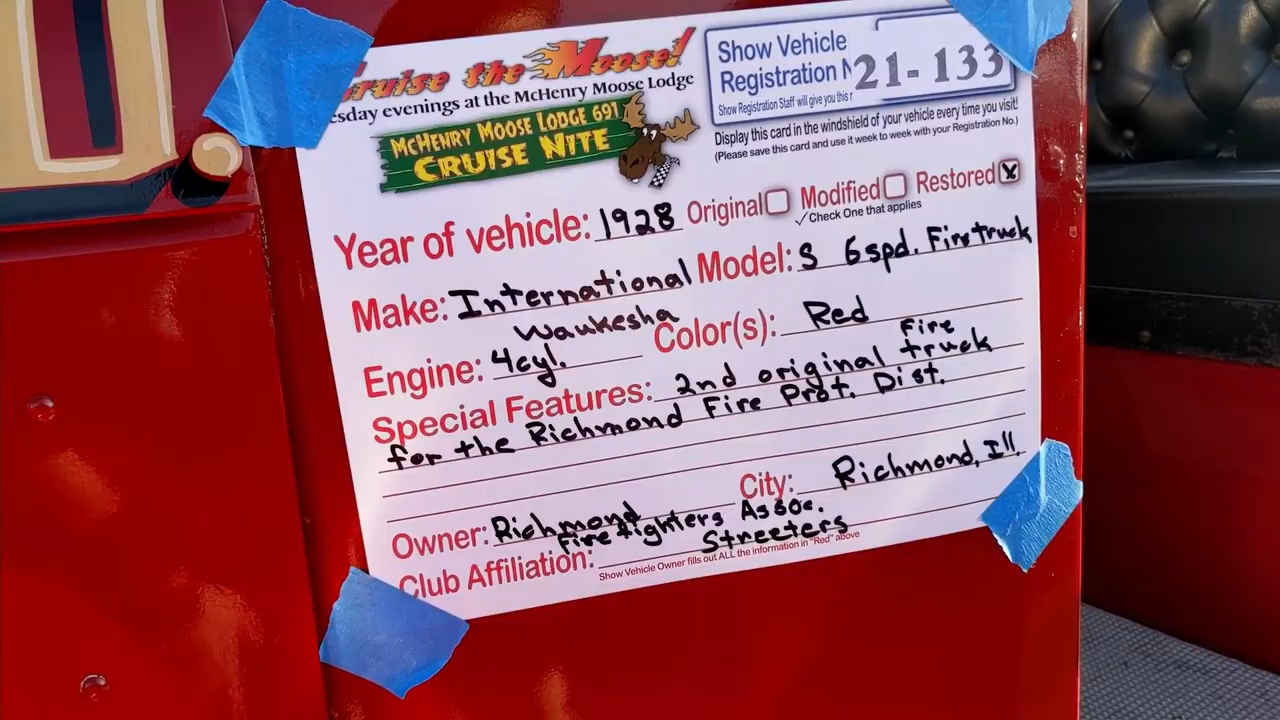 Cruise the Moose!
esday evenings at the McHenry Moose Lodge
McHENRY MOOSE LODGE 691
CRUISE NITE
Show Vehicle
Registration N
21-133
Show Registration Staff will give you this r
Display this card in the windshield of your vehicle every time you visit!
(Please save this card and use it week to week with your Registration No.)
Year of vehicle: 1928 Original Modified Restored X
✓Check One that applies
Make: International Model: S 6spd. Firetruck
Engine: Waukesha 4cyl. Color(s): Red
Special Features: 2nd original fire truck
for the Richmond Fire Prot. Dist.
City: Richmond, Ill.
Owner: Richmond Firefighters Assoc.
Club Affiliation: Streeters
Show Vehicle Owner fills out ALL the information in "Red" above